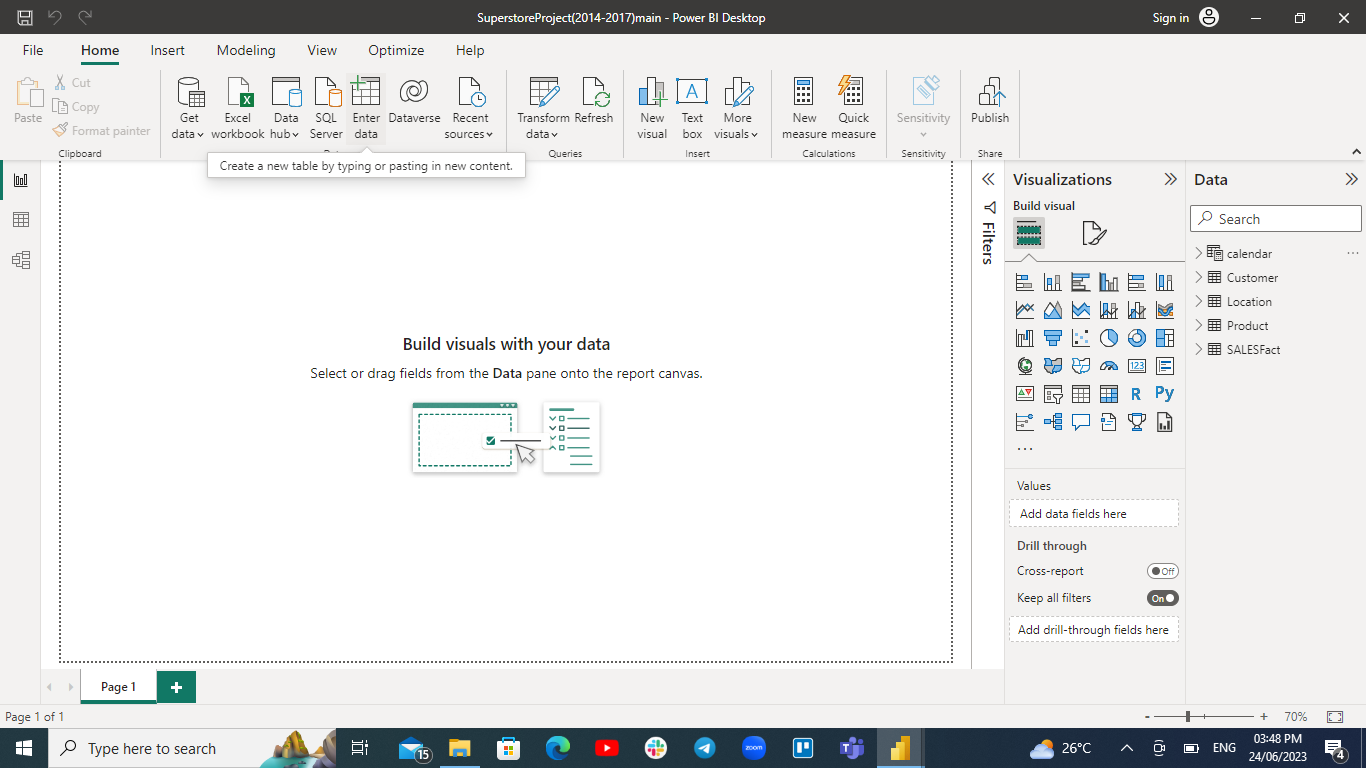 SuperstoreProject(2014-2017)main - Power BI Desktop
Sign in
File Home Insert Modeling View Optimize Help
Paste
Cut
Copy
Format painter
Clipboard
Get data
Excel workbook
Data hub
SQL Server
Enter data
Dataverse
Recent sources
Transform data
Refresh
Queries
New visual
Text box
More visuals
Insert
New measure
Quick measure
Calculations
Sensitivity
Sensitivity
Publish
Share
Create a new table by typing or pasting in new content.
Build visuals with your data
Select or drag fields from the Data pane onto the report canvas.
Filters
Visualizations
Build visual
123
R
Py
Values
Add data fields here
Drill through
Cross-report
Off
Keep all filters
On
Add drill-through fields here
Data
Search
calendar
Customer
Location
Product
SALESFact
Page 1
Page 1 of 1
70%
Type here to search
15
zoom
26°C
ENG
03:48 PM
24/06/2023
4